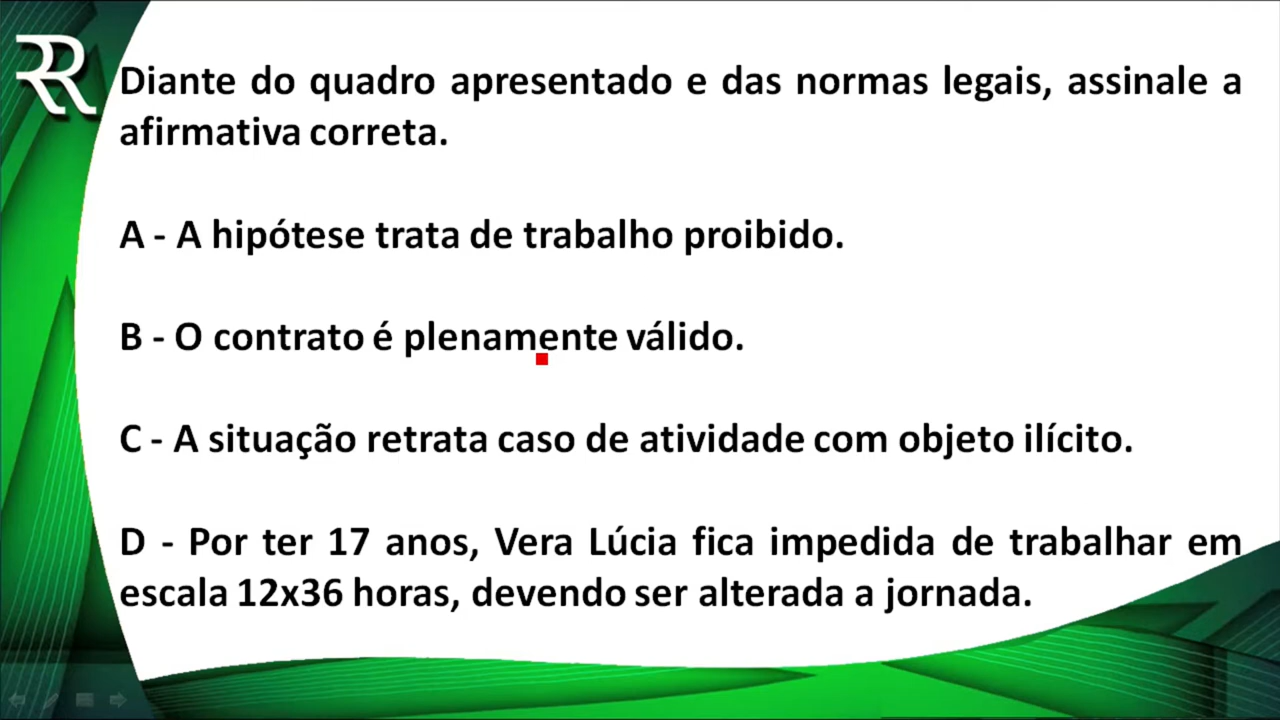 Diante do quadro apresentado e das normas legais, assinale a
afirmativa correta.
A - A hipótese trata de trabalho proibido.
B - O contrato é plenamente válido.
C - A situação retrata caso de atividade com objeto ilícito.
D - Por ter 17 anos, Vera Lúcia fica impedida de trabalhar em
escala 12x36 horas, devendo ser alterada a jornada.